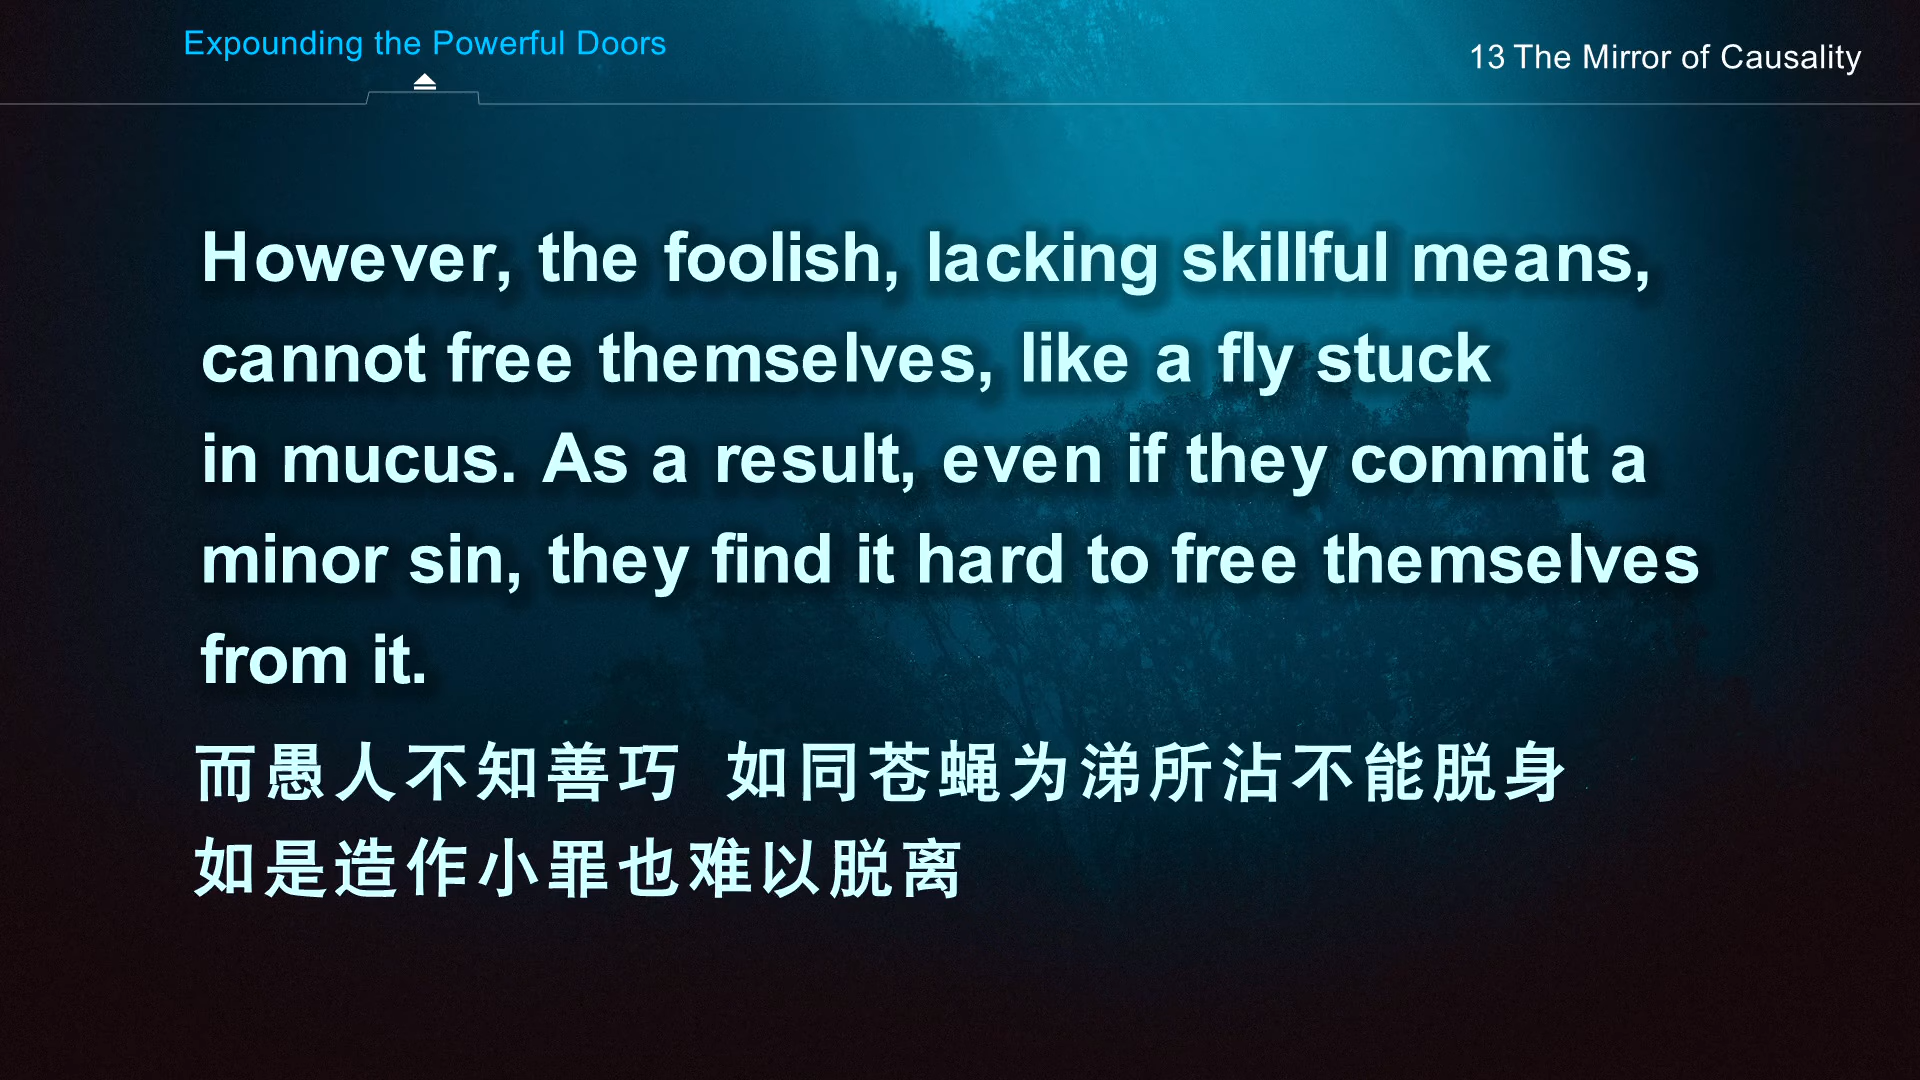 Expounding the Powerful Doors
13 The Mirror of Causality
However, the foolish, lacking skillful means,
cannot free themselves, like a fly stuck
in mucus. As a result, even if they commit a
minor sin, they find it hard to free themselves
from it.
而愚人不知善巧 如同苍蝇为涕所沾不能脱身
如是造作小罪也难以脱离